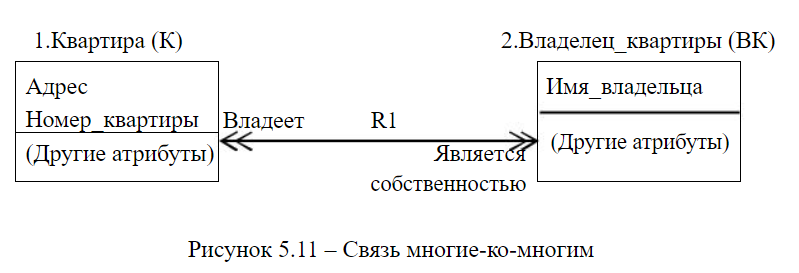 1.Квартира (К)
2.Владелец_квартиры (ВК)
Адрес
Номер_квартиры
(Другие атрибуты)
Владеет
R1
Является
собственностью
Имя_владельца
(Другие атрибуты)
Рисунок 5.11 – Связь многие-ко-многим